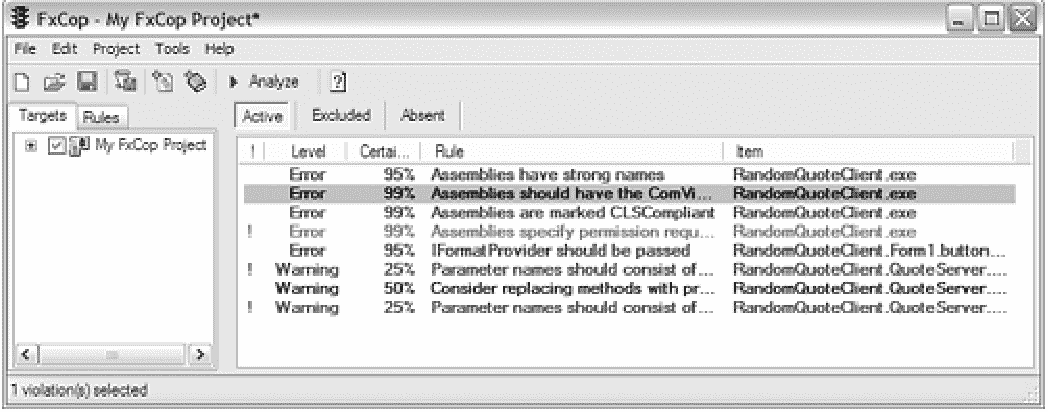 FxCop - My FxCop Project*
File Edit Project Tools Help
Analyze
Targets Rules
Active Excluded Absent
My FxCop Project
! Level Certai... Rule Item
Error 95% Assemblies have strong names RandomQuoteClient.exe
Error 99% Assemblies should have the ComVi... RandomQuoteClient.exe
Error 99% Assemblies are marked CLSCompliant RandomQuoteClient.exe
! Error 99% Assemblies specify permission requ... RandomQuoteClient.exe
Error 95% IFormatProvider should be passed RandomQuoteClient.Form1.button...
! Warning 25% Parameter names should consist of... RandomQuoteClient.QuoteServer....
Warning 50% Consider replacing methods with pr... RandomQuoteClient.QuoteServer....
! Warning 25% Parameter names should consist of... RandomQuoteClient.QuoteServer....
1 violation(s) selected